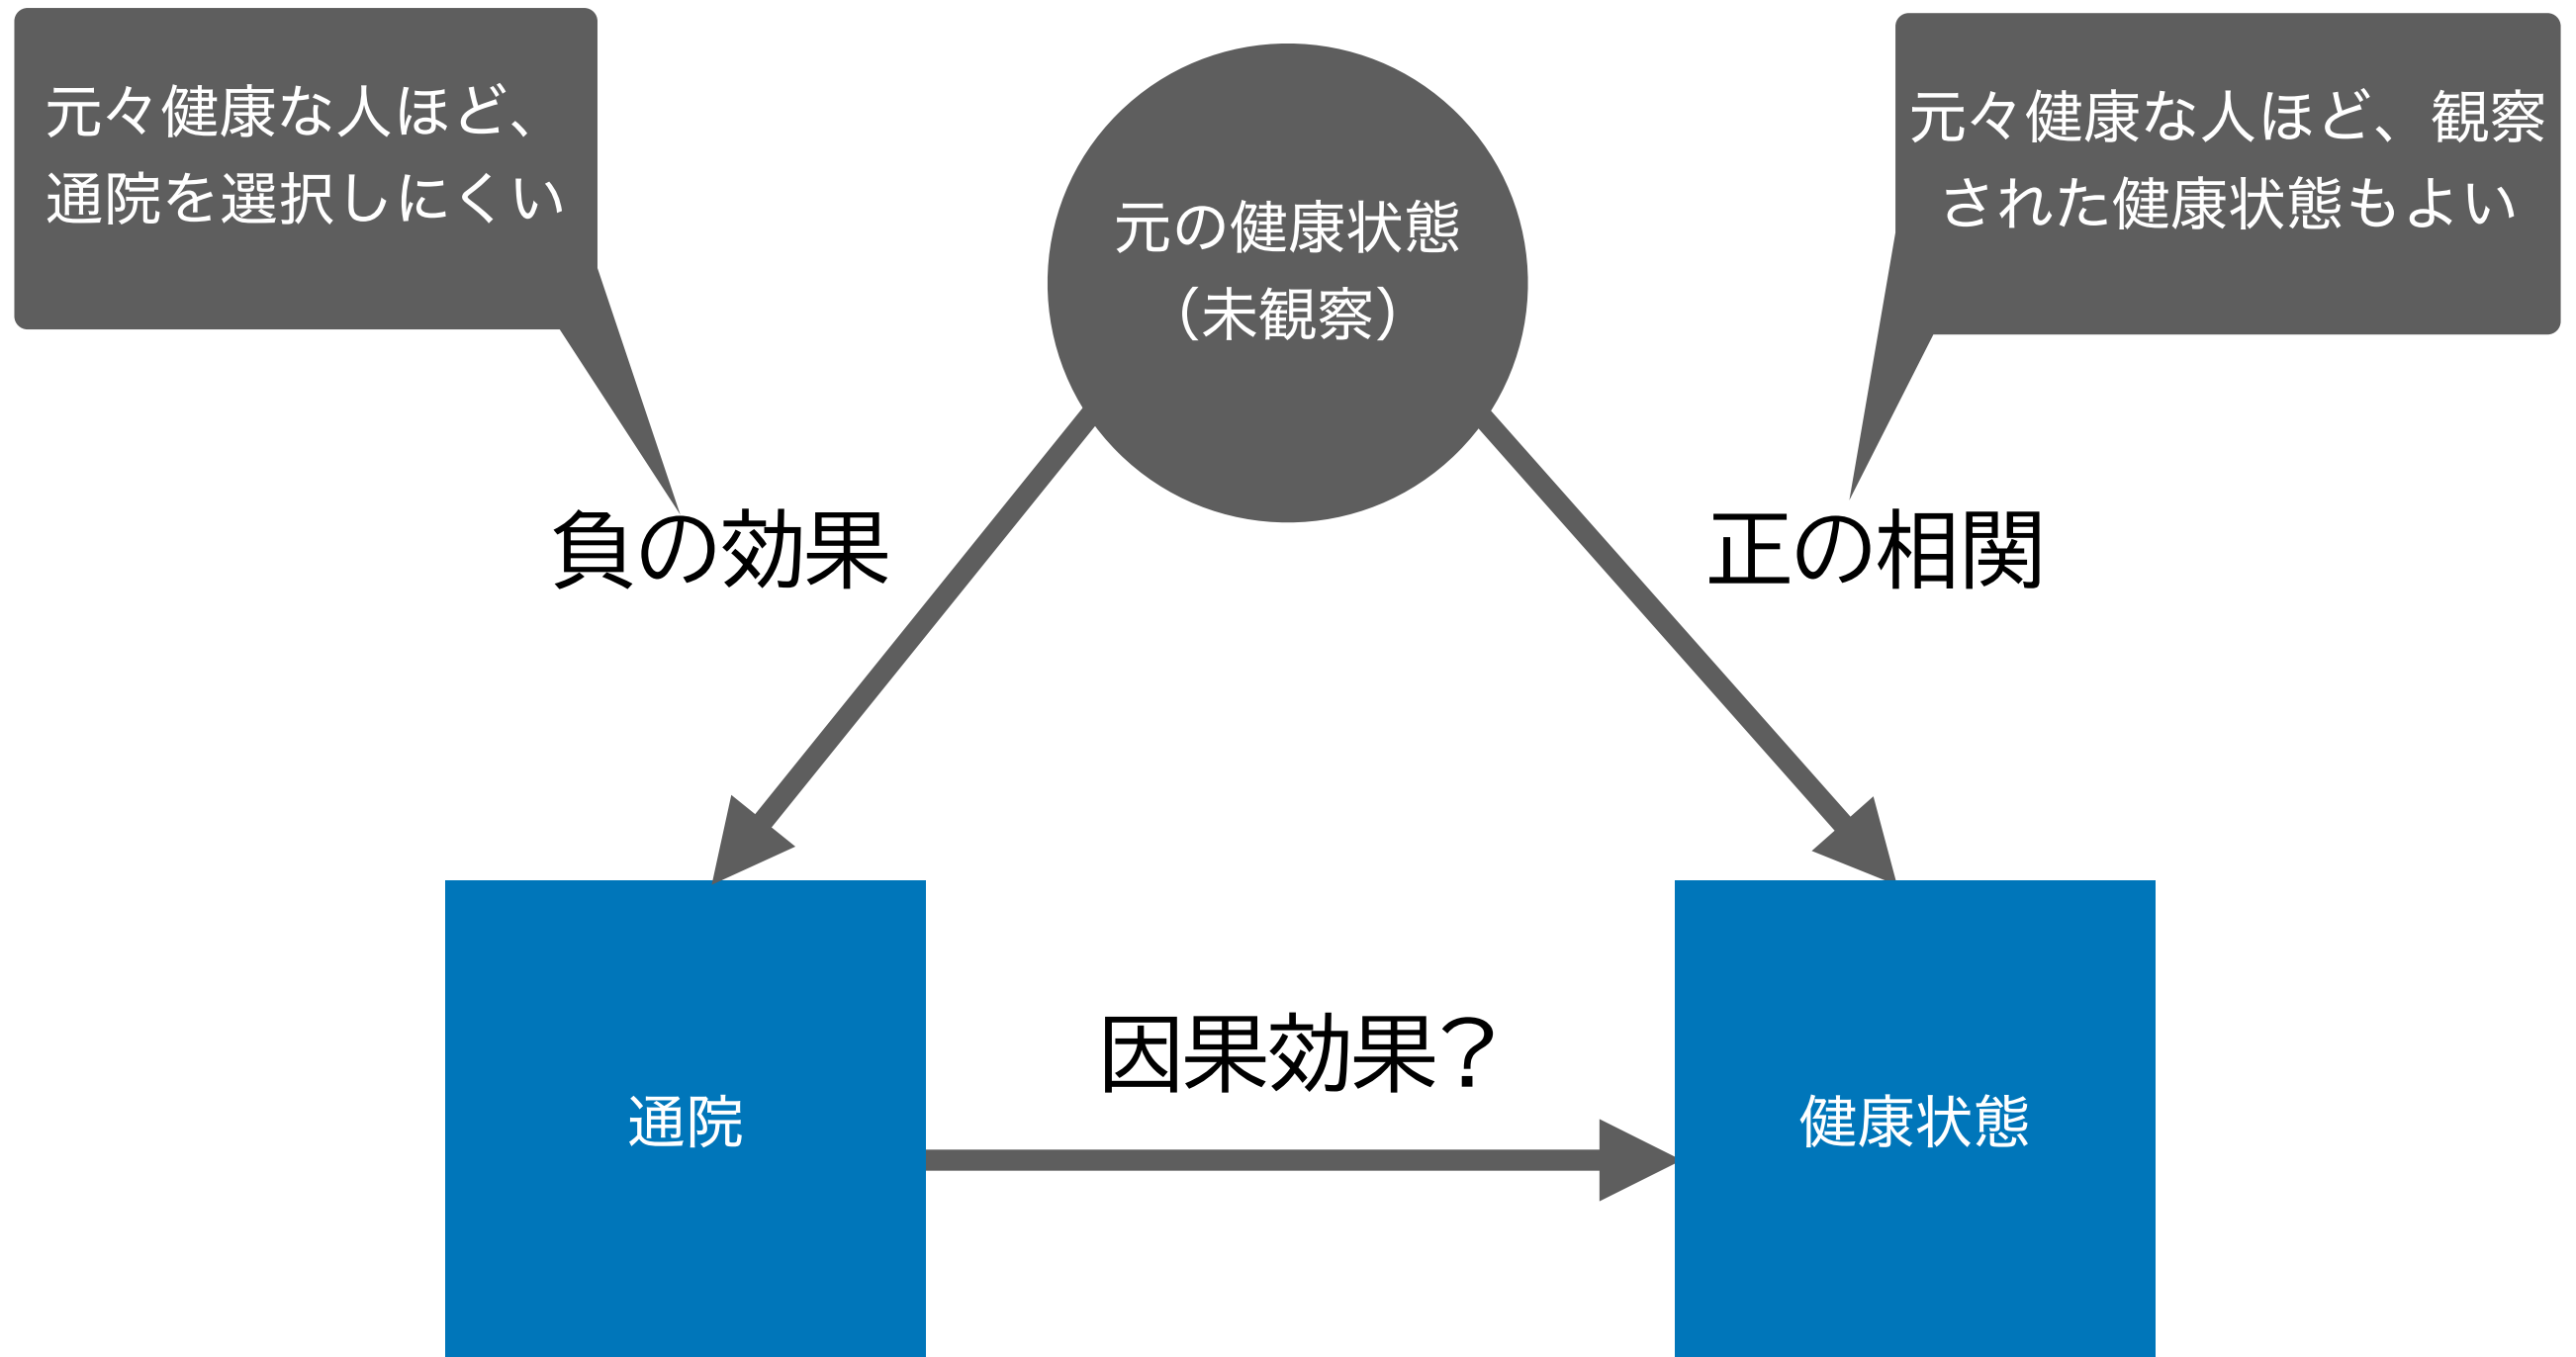 元々健康な人ほど、
通院を選択しにくい
元の健康状態
（未観察）
元々健康な人ほど、観察
された健康状態もよい
負の効果
正の相関
因果効果？
通院
健康状態